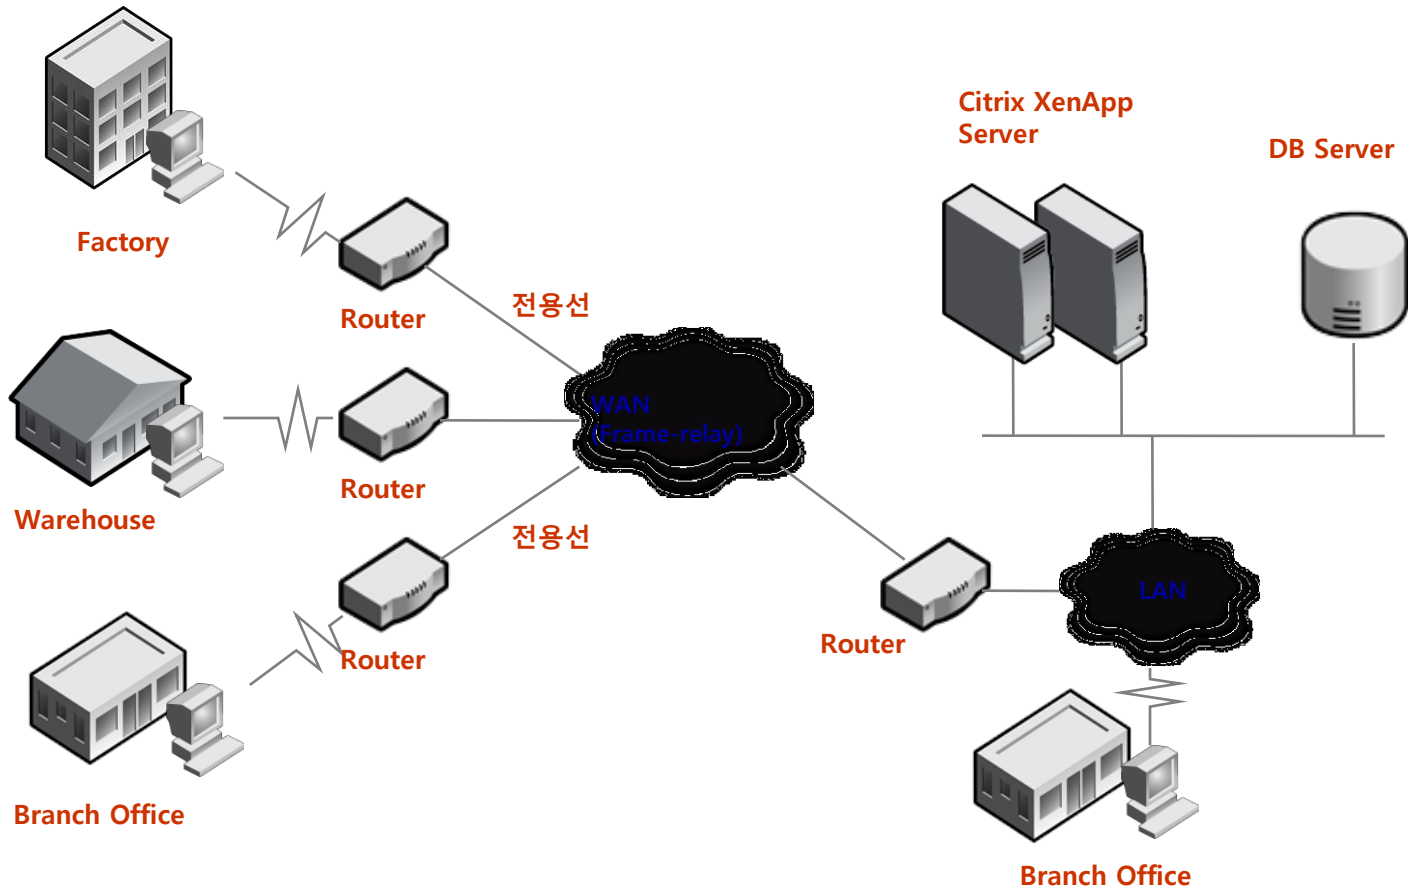 Citrix XenApp
Server
DB Server
Factory
전용선
Router
WAN
(Frame-relay)
Router
Warehouse
전용선
LAN
Router
Router
Branch Office
Branch Office